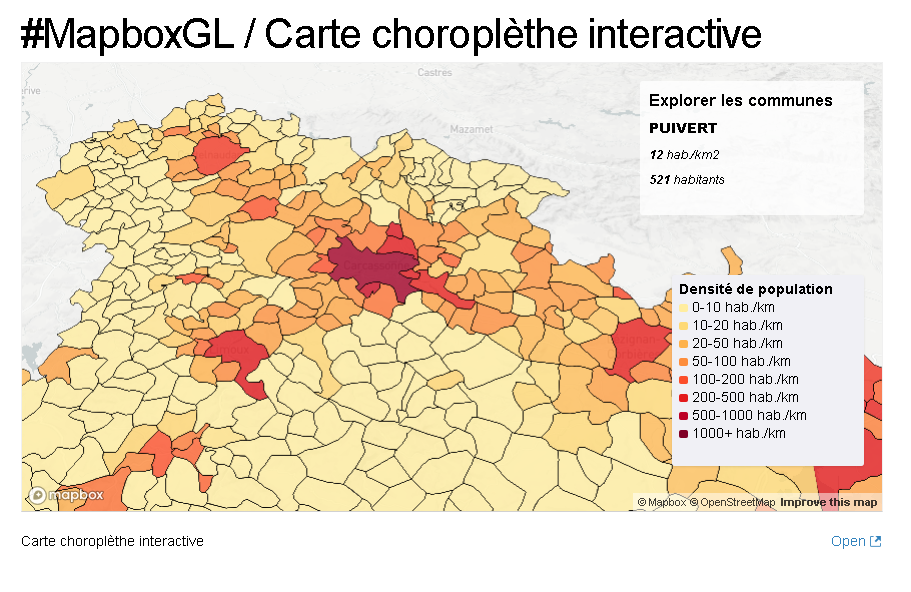 #MapboxGL / Carte choroplèthe interactive
Castres
Mazamet
Explorer les communes
PUIVERT
12 hab./km2
521 habitants
Densité de population
0-10 hab./km
10-20 hab./km
20-50 hab./km
50-100 hab./km
100-200 hab./km
200-500 hab./km
500-1000 hab./km
1000+ hab./km
mapbox
© Mapbox © OpenStreetMap Improve this map
Carte choroplèthe interactive
Open